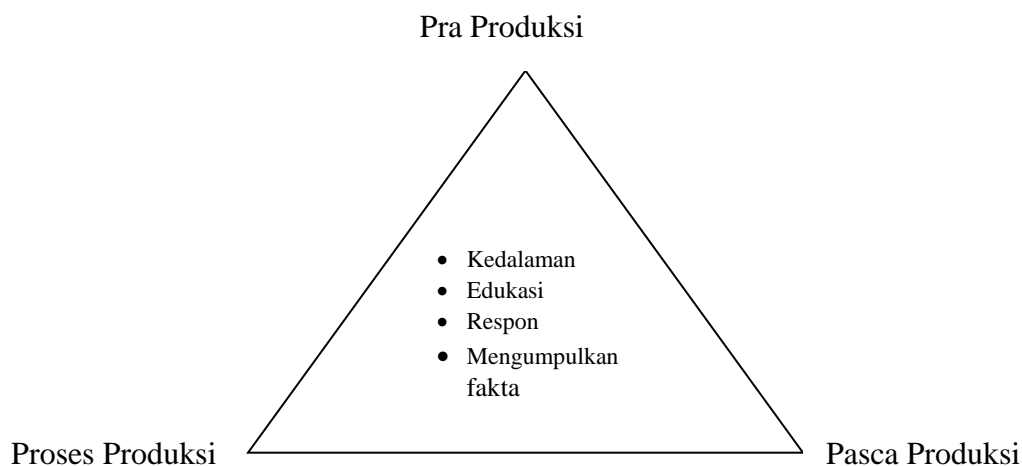 Pra Produksi
• Kedalaman
• Edukasi
• Respon
• Mengumpulkan
fakta
Proses Produksi
Pasca Produksi